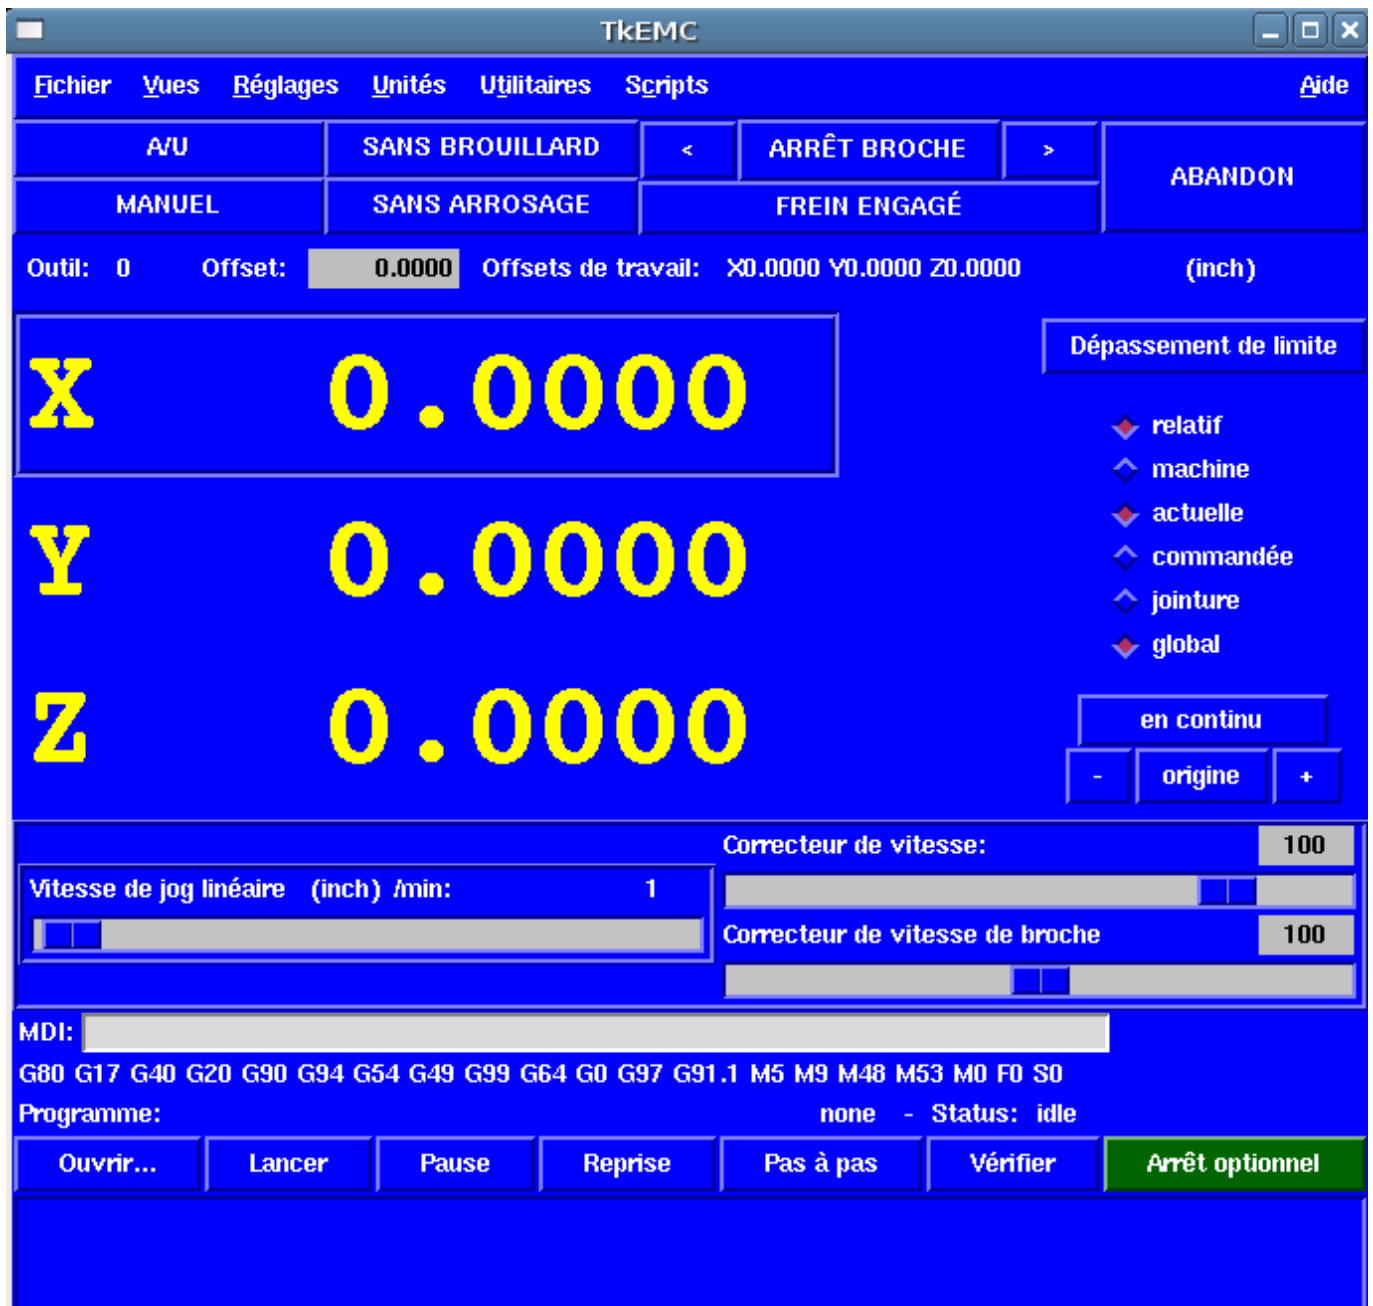 TkEMC
Fichier Vues Réglages Unités Utilitaires Scripts Aide
A/U SANS BROUILLARD < ARRÊT BROCHE > ABANDON
MANUEL SANS ARROSAGE FREIN ENGAGÉ
Outil: 0 Offset: 0.0000 Offsets de travail: X0.0000 Y0.0000 Z0.0000 (inch)
Dépassement de limite
X 0.0000
relatif
machine
actuelle
Y 0.0000
commandée
jointure
global
Z 0.0000
en continu
- origine +
Correcteur de vitesse: 100
Vitesse de jog linéaire (inch) /min: 1
Correcteur de vitesse de broche 100
MDI:
G80 G17 G40 G20 G90 G94 G54 G49 G99 G64 G0 G97 G91.1 M5 M9 M48 M53 M0 F0 S0
Programme: none - Status: idle
Ouvrir... Lancer Pause Reprise Pas à pas Vérifier Arrêt optionnel